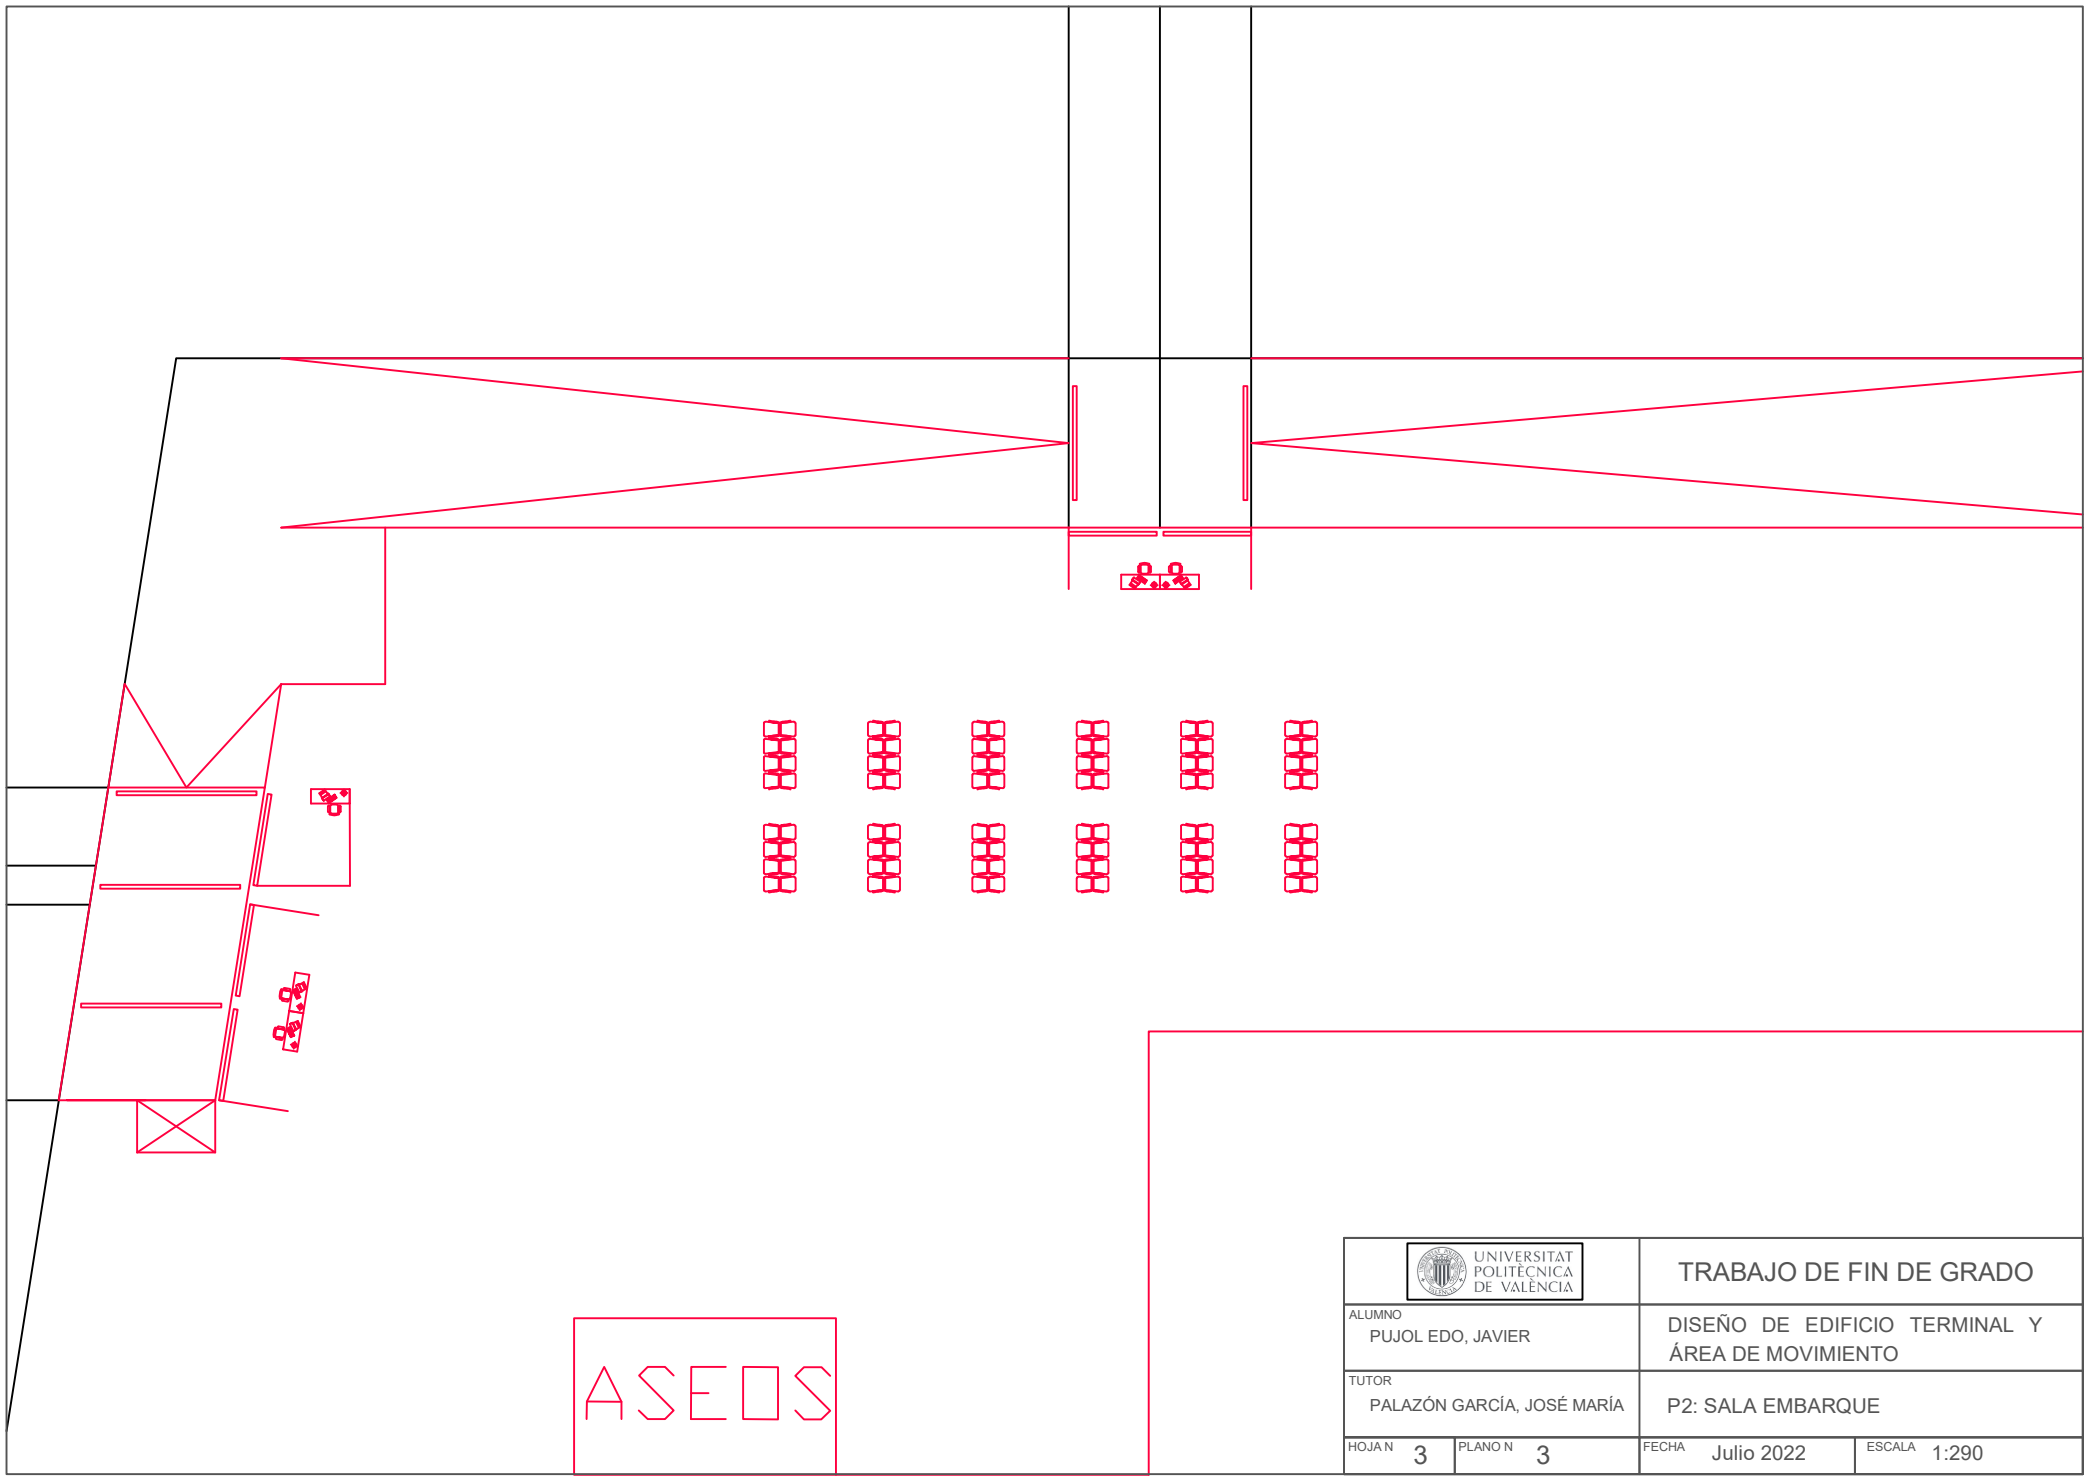 ASEOS
UNIVERSITAT
POLITÈCNICA
DE VALÈNCIA
TRABAJO DE FIN DE GRADO
ALUMNO
PUJOL EDO, JAVIER
DISEÑO DE EDIFICIO TERMINAL Y
ÁREA DE MOVIMIENTO
TUTOR
PALAZÓN GARCÍA, JOSÉ MARÍA
P2: SALA EMBARQUE
HOJA N 3
PLANO N 3
FECHA Julio 2022
ESCALA 1:290